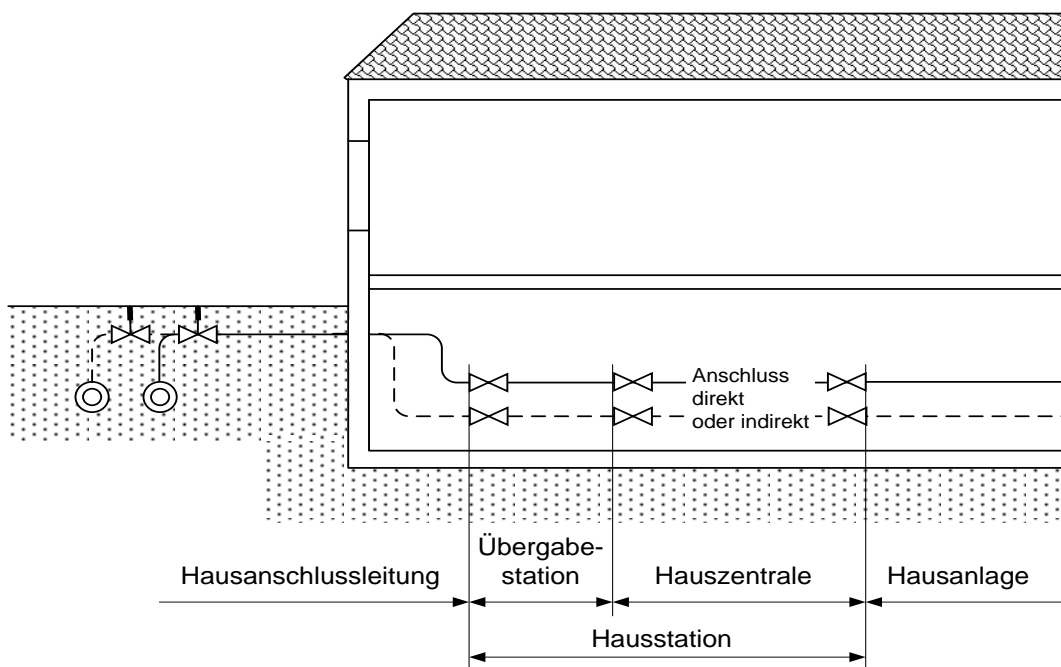 Anschluss
direkt
oder indirekt
Übergabe-
station
Hausanschlussleitung
Hauszentrale
Hausanlage
Hausstation